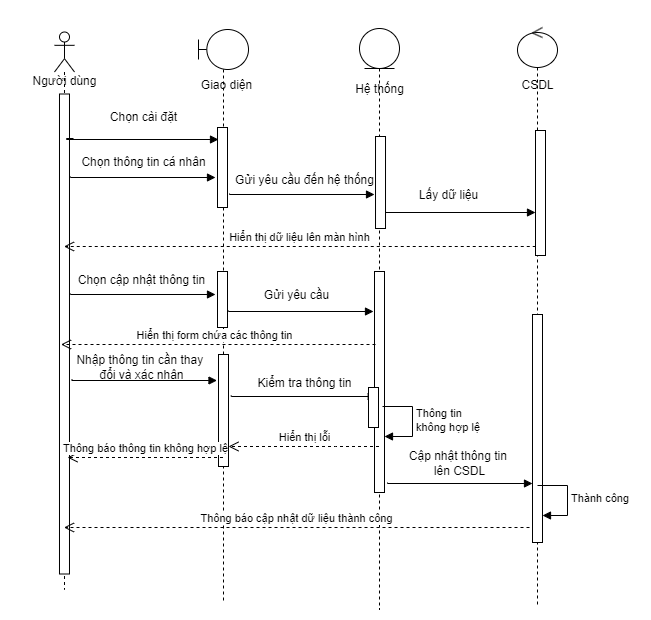 Người dùng
Giao diện
Hệ thống
CSDL
Chọn cài đặt
Chọn thông tin cá nhân
Gửi yêu cầu đến hệ thống
Lấy dữ liệu
Hiển thị dữ liệu lên màn hình
Chọn cập nhật thông tin
Gửi yêu cầu
Hiển thị form chứa các thông tin
Nhập thông tin cần thay
đổi và xác nhân
Kiểm tra thông tin
Thông tin
không hợp lệ
Hiển thị lỗi
Thông báo thông tin không hợp lệ
Cập nhật thông tin
lên CSDL
Thành công
Thông báo cập nhật dữ liệu thành công